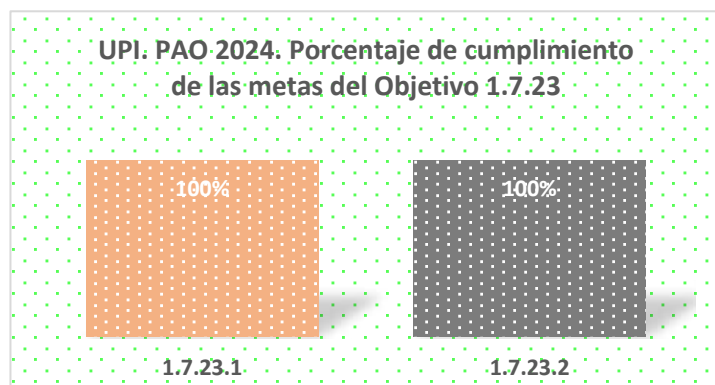 UPI. PAO 2024. Porcentaje de cumplimiento
de las metas del Objetivo 1.7.23
100%
100%
1.7.23.1
1.7.23.2